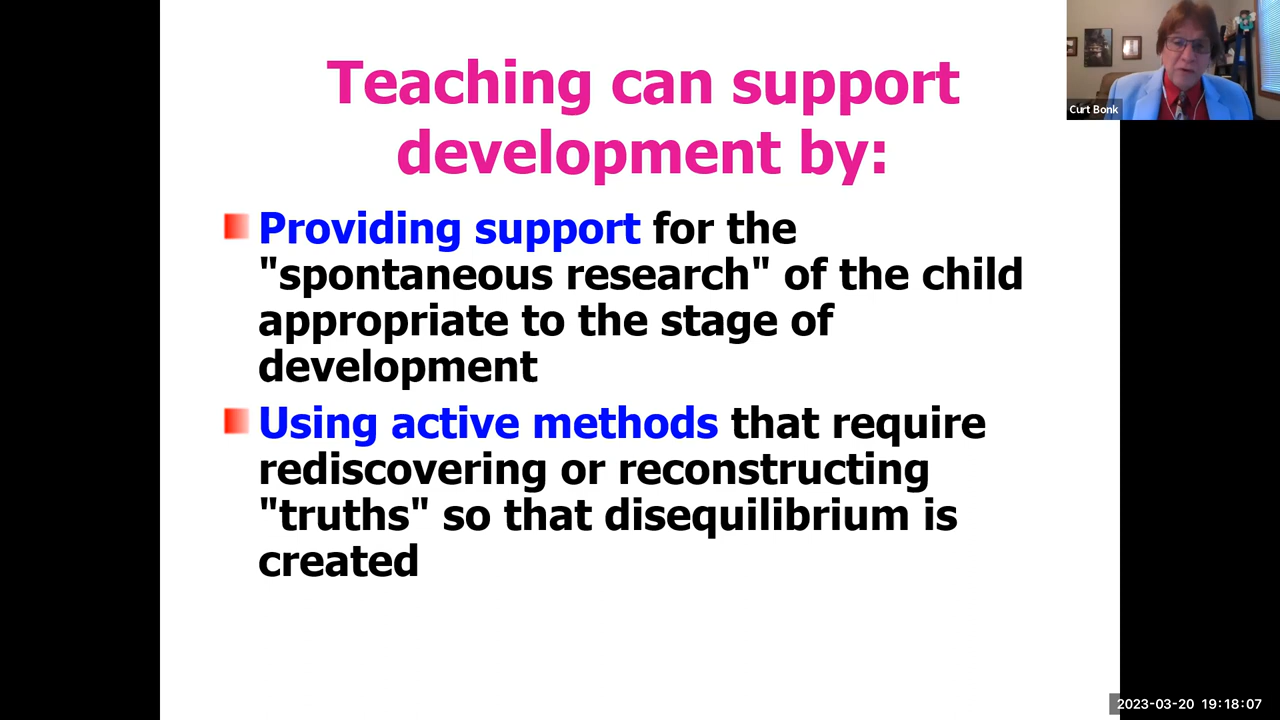 Teaching can support
development by:
Providing support for the
"spontaneous research" of the child
appropriate to the stage of
development
Using active methods that require
rediscovering or reconstructing
"truths" so that disequilibrium is
created
Curt Bonk
2023-03-20 19:18:07